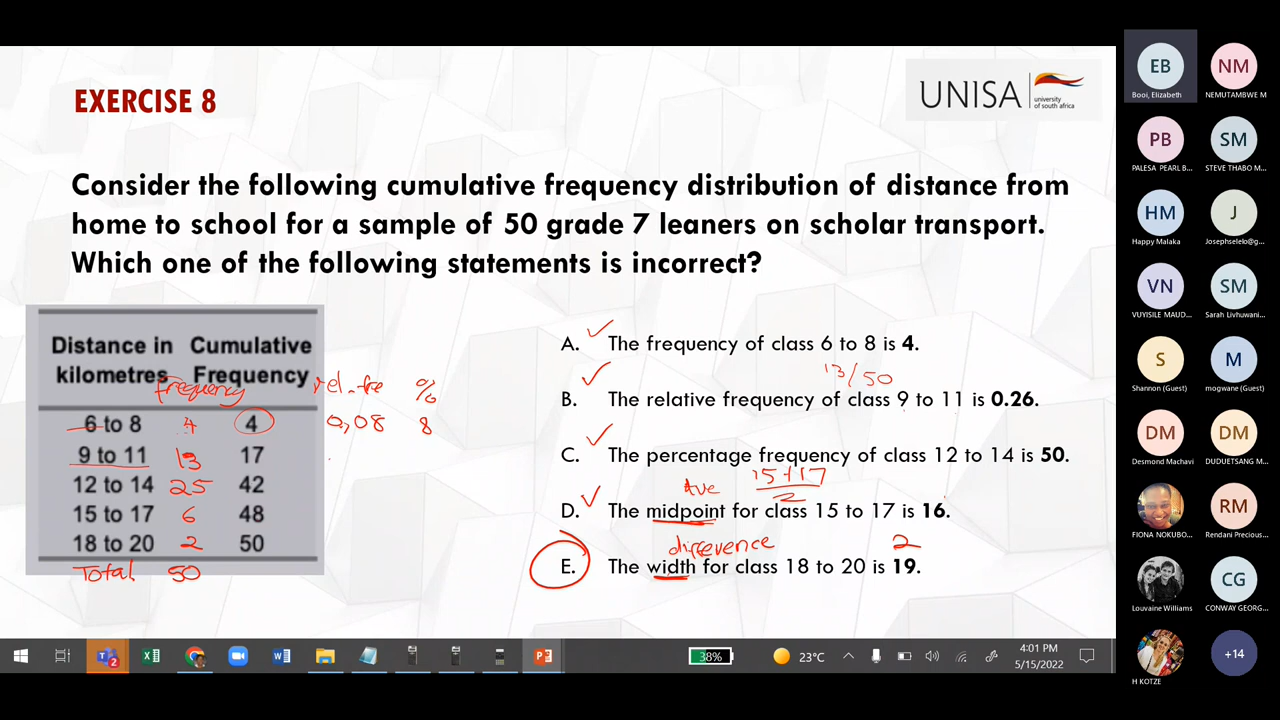 EXERCISE 8
UNISA
university
of south africa
Consider the following cumulative frequency distribution of distance from
home to school for a sample of 50 grade 7 leaners on scholar transport.
Which one of the following statements is incorrect?
Distance in Cumulative
kilometres Frequency
frequency rel. fre %
6 to 8 4 4 0,08 8
9 to 11 13 17
12 to 14 25 42
15 to 17 6 48
18 to 20 2 50
Total 50
A. The frequency of class 6 to 8 is 4.
13/50
B. The relative frequency of class 9 to 11 is 0.26.
C. The percentage frequency of class 12 to 14 is 50.
Ave 15+17
2
D. The midpoint for class 15 to 17 is 16.
difference 2
E. The width for class 18 to 20 is 19.
EB
Booi, Elizabeth
NM
NEMUTAMBWE M
PB
PALESA PEARL B...
SM
STEVE THABO M...
HM
Happy Malaka
J
Josephselelo@g...
VN
VUYISILE MAUD...
SM
Sarah Livhuwani...
S
Shannon (Guest)
M
mogwane (Guest)
DM
Desmond Machavi
DM
DUDUETSANG M...
FIONA NOKUBO...
RM
Rendani Precious...
Louvaine Williams
CG
CONWAY GEORG...
H KOTZE
+14
38%
23°C
4:01 PM
5/15/2022